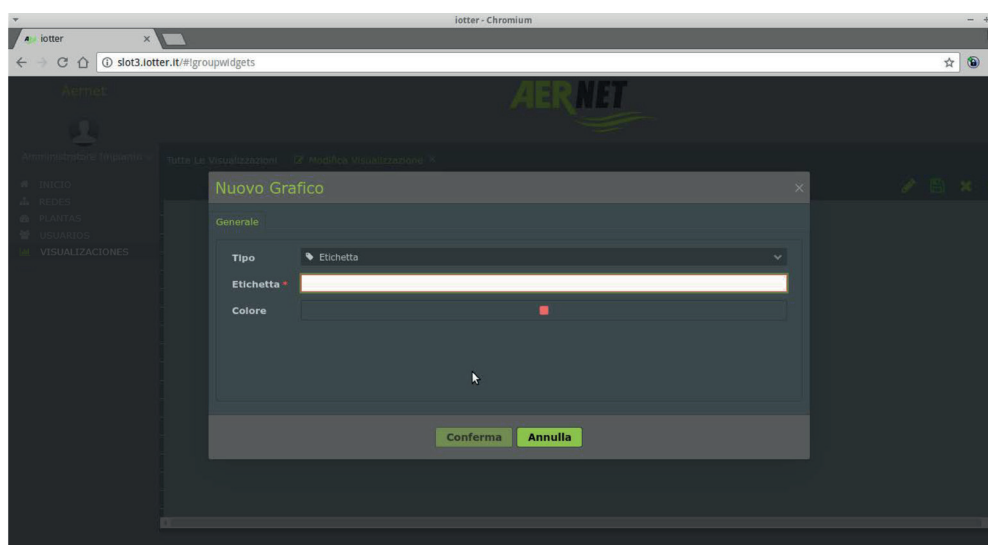 iotter - Chromium
iotter
slot3.iotter.it/#!groupwidgets
Aernet
AERNET
Amministratore Impianto
Tutte Le Visualizzazioni
Modifica Visualizzazione
INICIO
REDES
PLANTAS
USUARIOS
VISUALIZACIONES
Nuovo Grafico
Generale
Tipo
Etichetta
Etichetta *
Colore
Conferma
Annulla